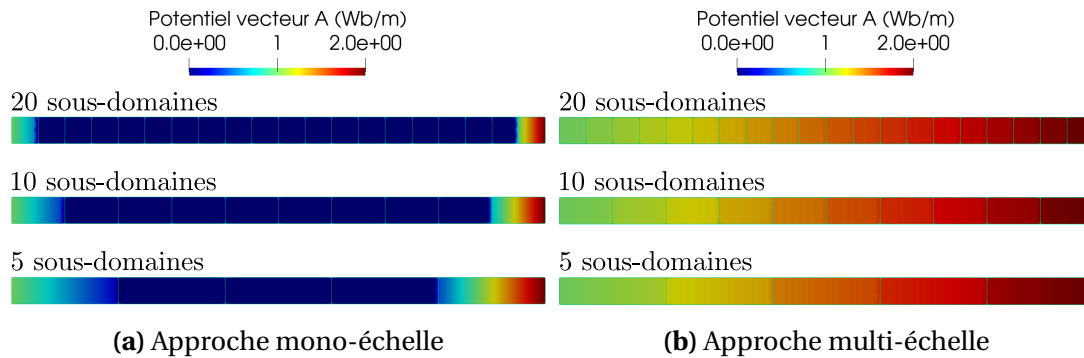 Potentiel vecteur A (Wb/m)
0.0e+00 1 2.0e+00
20 sous-domaines
10 sous-domaines
5 sous-domaines
(a) Approche mono-échelle
Potentiel vecteur A (Wb/m)
0.0e+00 1 2.0e+00
20 sous-domaines
10 sous-domaines
5 sous-domaines
(b) Approche multi-échelle